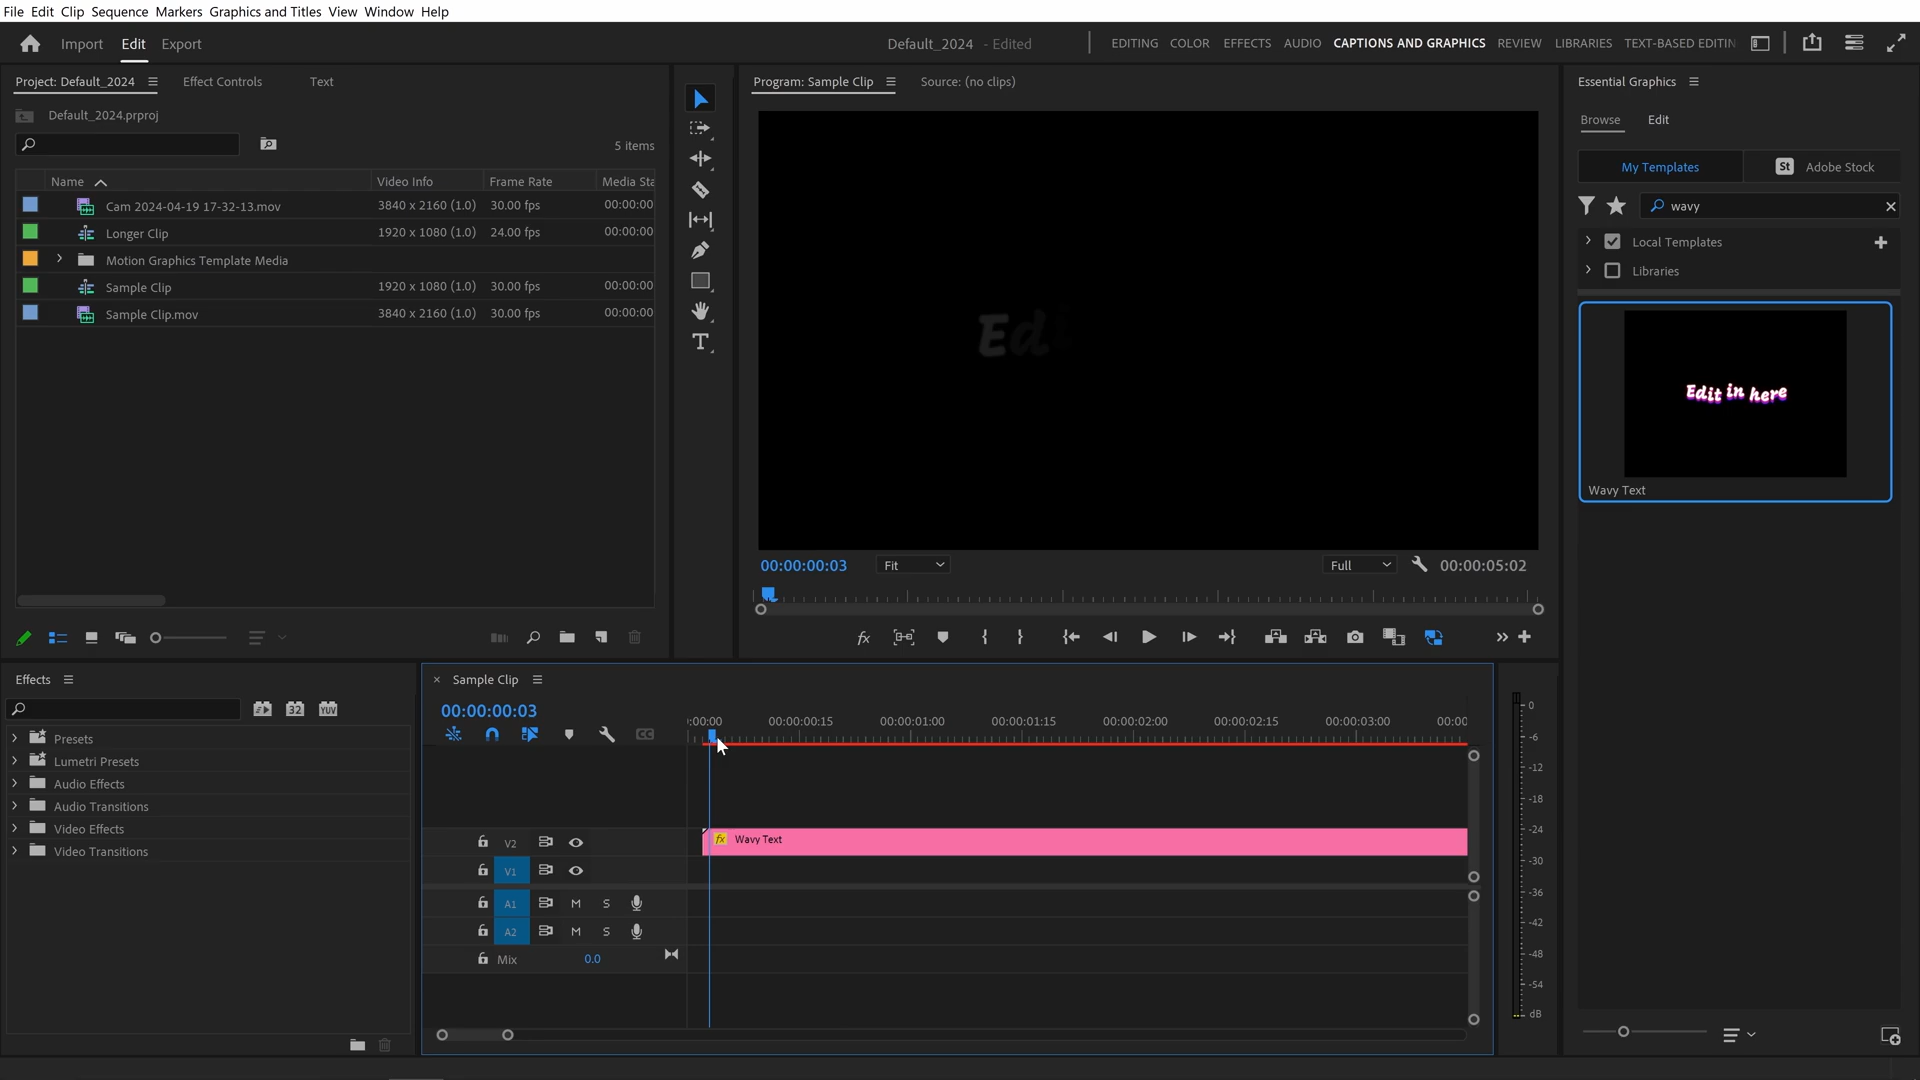 File Edit Clip Sequence Markers Graphics and Titles View Window Help
Import Edit Export Default_2024 - Edited EDITING COLOR EFFECTS AUDIO CAPTIONS AND GRAPHICS REVIEW LIBRARIES TEXT-BASED EDITIN
Project: Default_2024 Effect Controls Text
Default_2024.prproj
5 items
Name Video Info Frame Rate Media Sta
Cam 2024-04-19 17-32-13.mov 3840 x 2160 (1.0) 30.00 fps 00:00:00
Longer Clip 1920 x 1080 (1.0) 24.00 fps 00:00:00
Motion Graphics Template Media
Sample Clip 1920 x 1080 (1.0) 30.00 fps 00:00:00
Sample Clip.mov 3840 x 2160 (1.0) 30.00 fps 00:00:00
Program: Sample Clip Source: (no clips)
Edi
00:00:00:03 Fit Full 00:00:05:02
Essential Graphics
Browse Edit
My Templates St Adobe Stock
wavy
Local Templates
Libraries
Edit in here
Wavy Text
Effects
32 YUV
Presets
Lumetri Presets
Audio Effects
Audio Transitions
Video Effects
Video Transitions
Sample Clip
00:00:00:03
:00:00 00:00:00:15 00:00:01:00 00:00:01:15 00:00:02:00 00:00:02:15 00:00:03:00 00:00
CC
V2 fx Wavy Text
V1
A1 M S
A2 M S
Mix 0.0
0
-6
-12
-18
-24
-30
-36
-42
-48
-54
dB